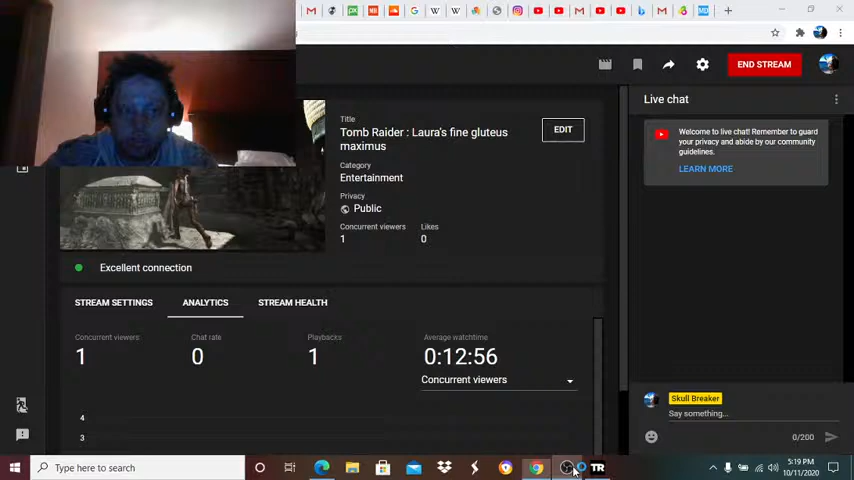 END STREAM
Title
Tomb Raider : Laura's fine gluteus
maximus
EDIT
Category
Entertainment
Privacy
Public
Concurrent viewers
Likes
1
0
Excellent connection
STREAM SETTINGS
ANALYTICS
STREAM HEALTH
Concurrent viewers
Chat rate
Playbacks
Average watchtime
1
0
1
0:12:56
Concurrent viewers
4
3
Live chat
Welcome to live chat! Remember to guard
your privacy and abide by our community
guidelines.
LEARN MORE
Skull Breaker
Say something...
0/200
Type here to search
TR
5:19 PM
10/11/2020